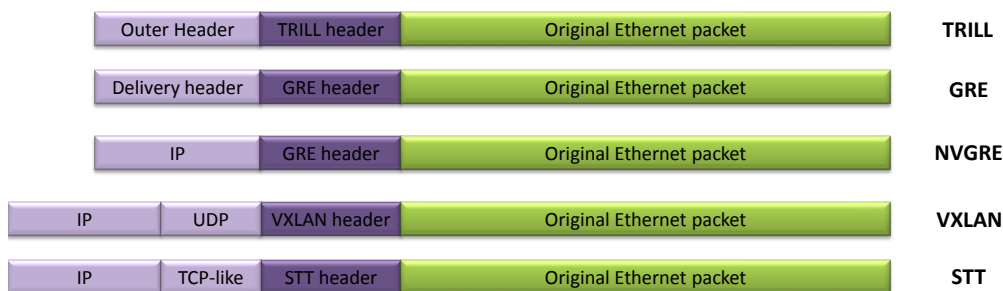 Outer Header TRILL header Original Ethernet packet TRILL
Delivery header GRE header Original Ethernet packet GRE
IP GRE header Original Ethernet packet NVGRE
IP UDP VXLAN header Original Ethernet packet VXLAN
IP TCP-like STT header Original Ethernet packet STT